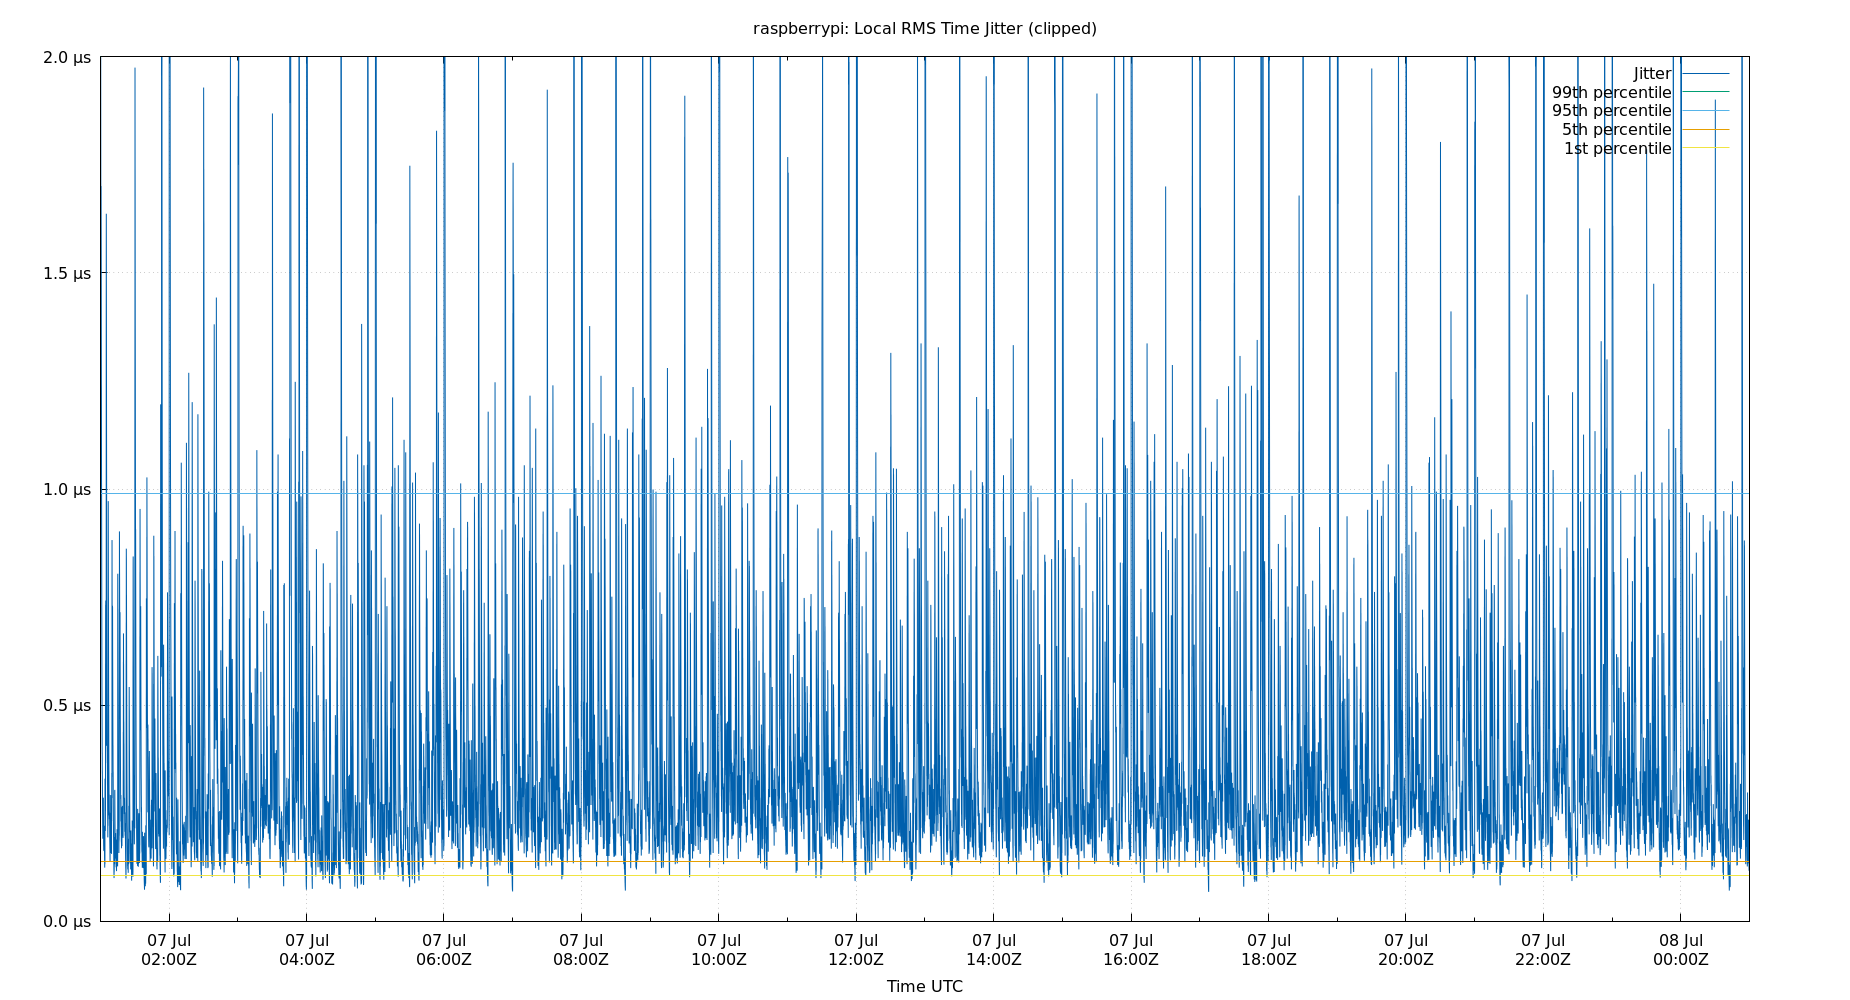 raspberrypi: Local RMS Time Jitter (clipped)
2.0 μs
1.5 μs
1.0 μs
0.5 μs
0.0 μs
Jitter
99th percentile
95th percentile
5th percentile
1st percentile
07 Jul 07 Jul 07 Jul 07 Jul 07 Jul 07 Jul 07 Jul 07 Jul 07 Jul 07 Jul 07 Jul 08 Jul
02:00Z 04:00Z 06:00Z 08:00Z 10:00Z 12:00Z 14:00Z 16:00Z 18:00Z 20:00Z 22:00Z 00:00Z
Time UTC